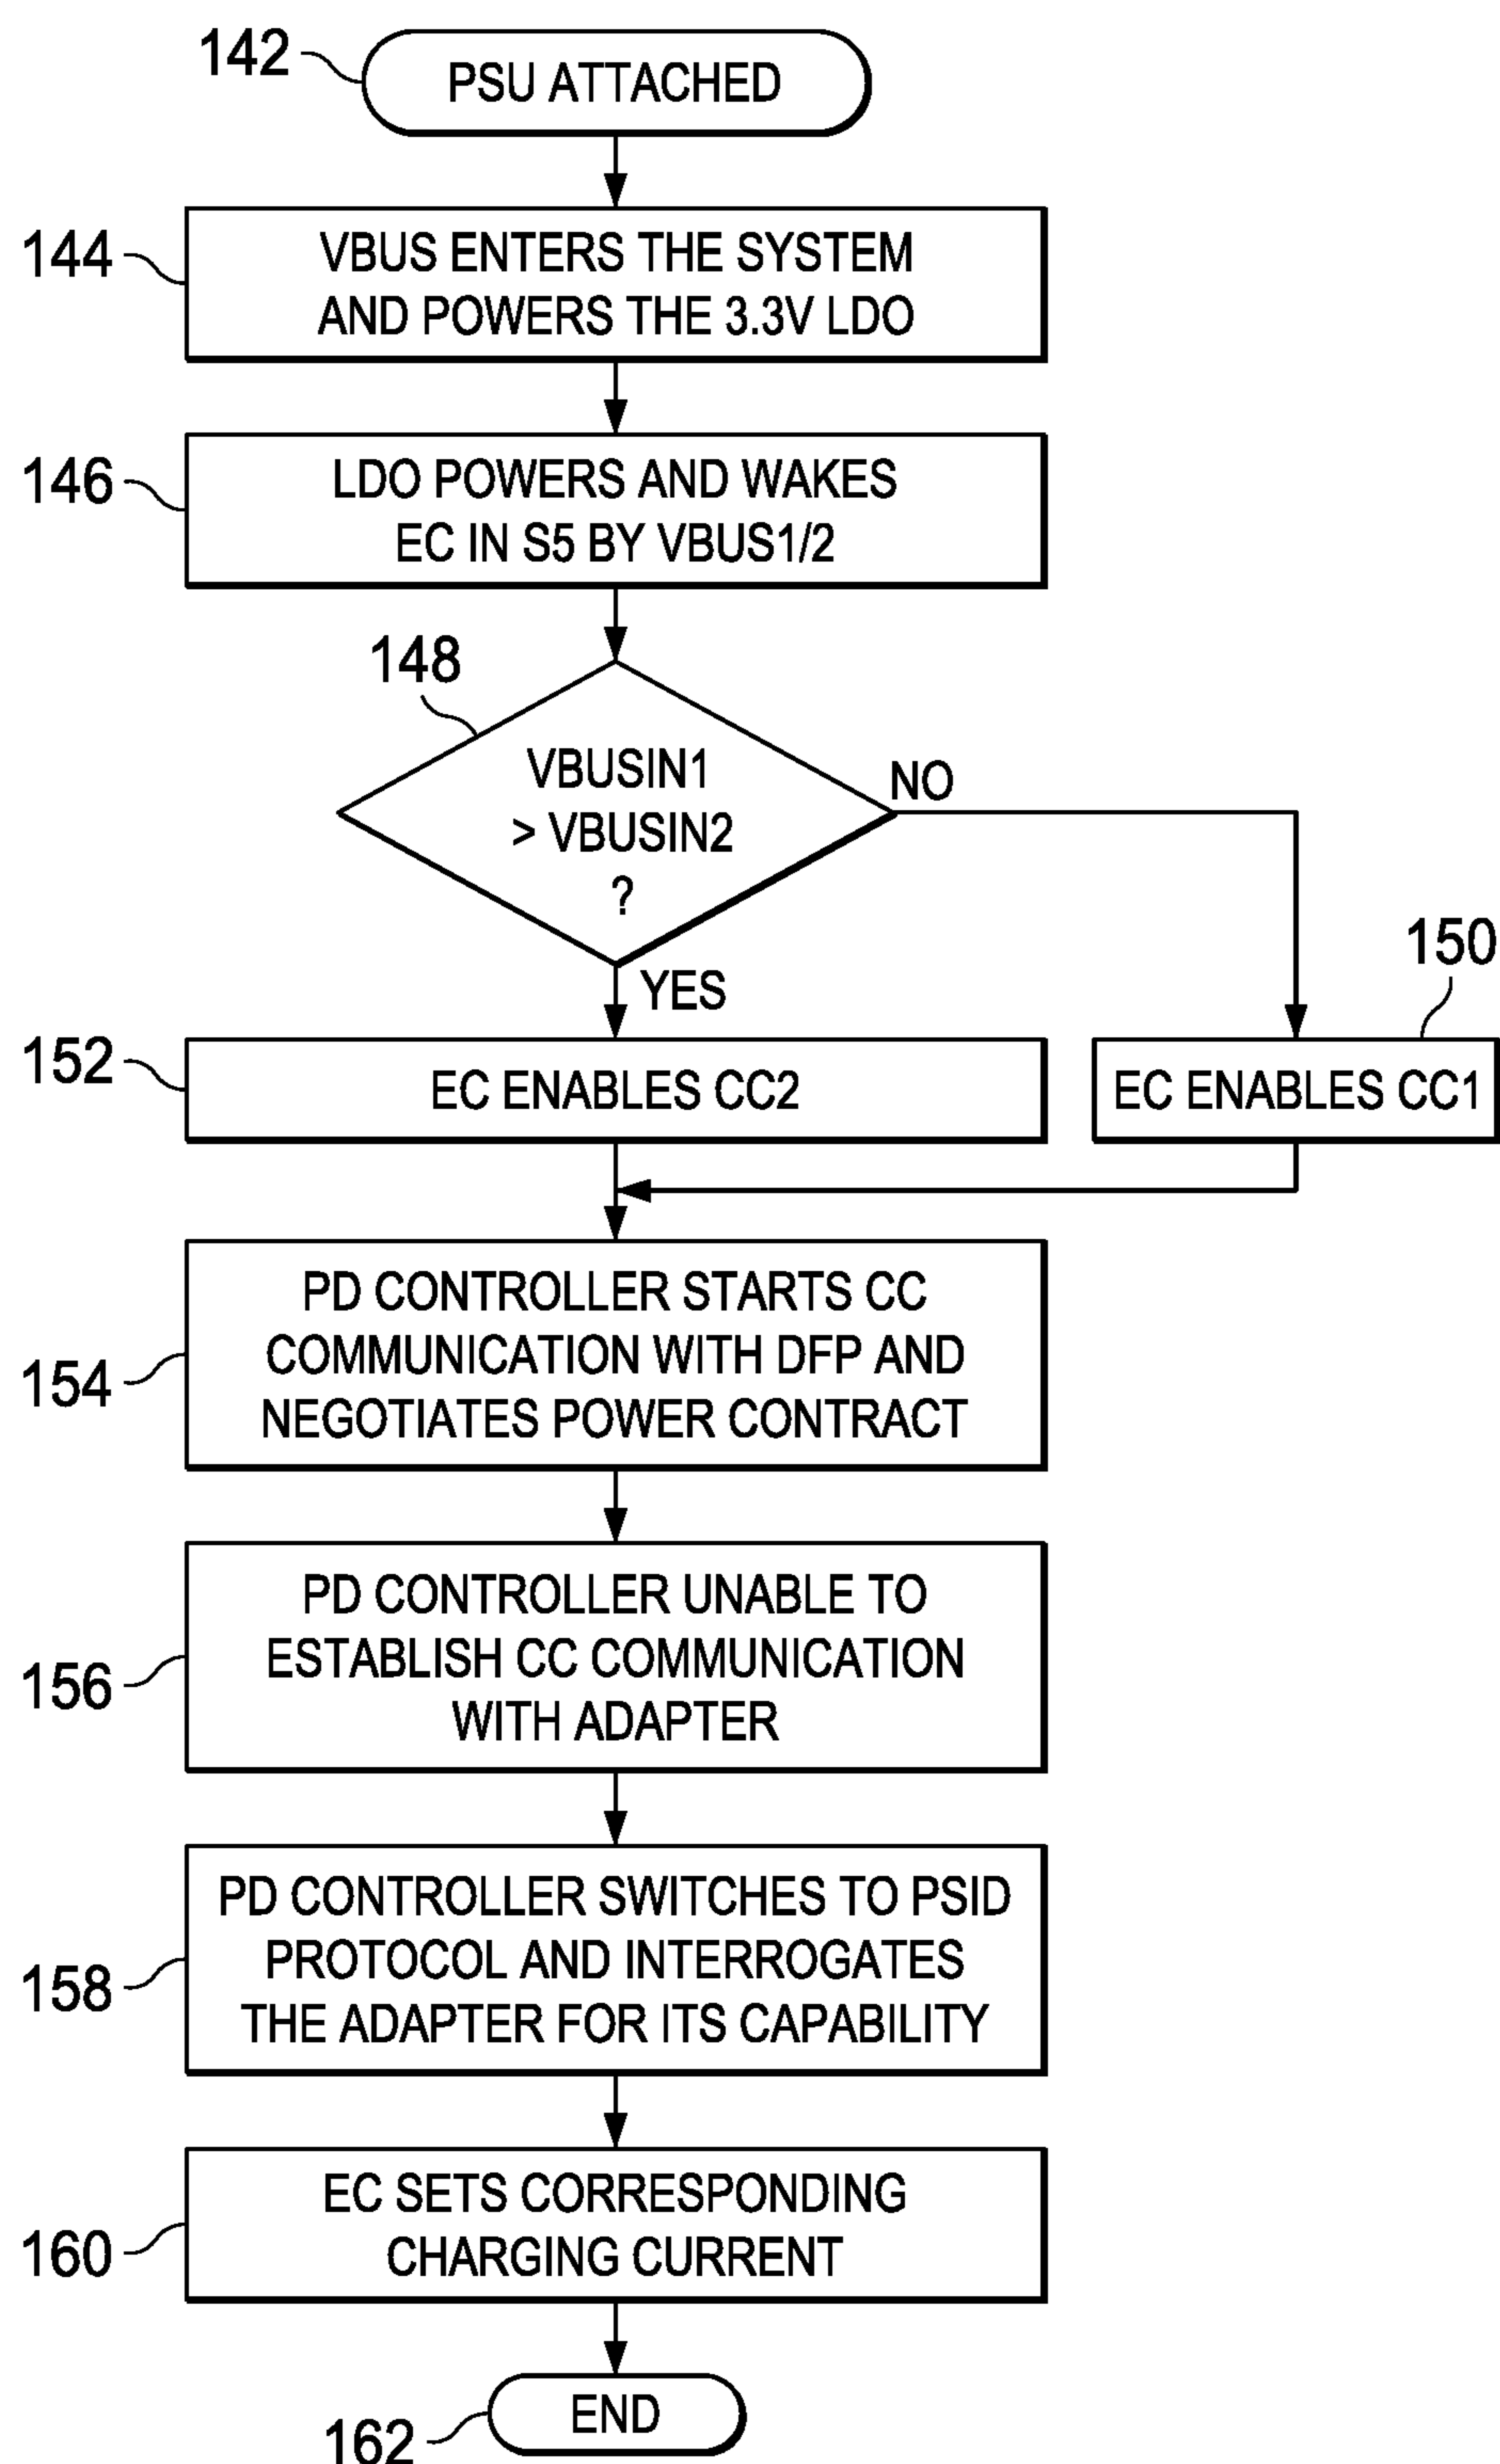 142
PSU ATTACHED
144
VBUS ENTERS THE SYSTEM
AND POWERS THE 3.3V LDO
146
LDO POWERS AND WAKES
EC IN S5 BY VBUS1/2
148
VBUSIN1
> VBUSIN2
?
NO
YES
150
152
EC ENABLES CC2
EC ENABLES CC1
154
PD CONTROLLER STARTS CC
COMMUNICATION WITH DFP AND
NEGOTIATES POWER CONTRACT
156
PD CONTROLLER UNABLE TO
ESTABLISH CC COMMUNICATION
WITH ADAPTER
158
PD CONTROLLER SWITCHES TO PSID
PROTOCOL AND INTERROGATES
THE ADAPTER FOR ITS CAPABILITY
160
EC SETS CORRESPONDING
CHARGING CURRENT
162
END